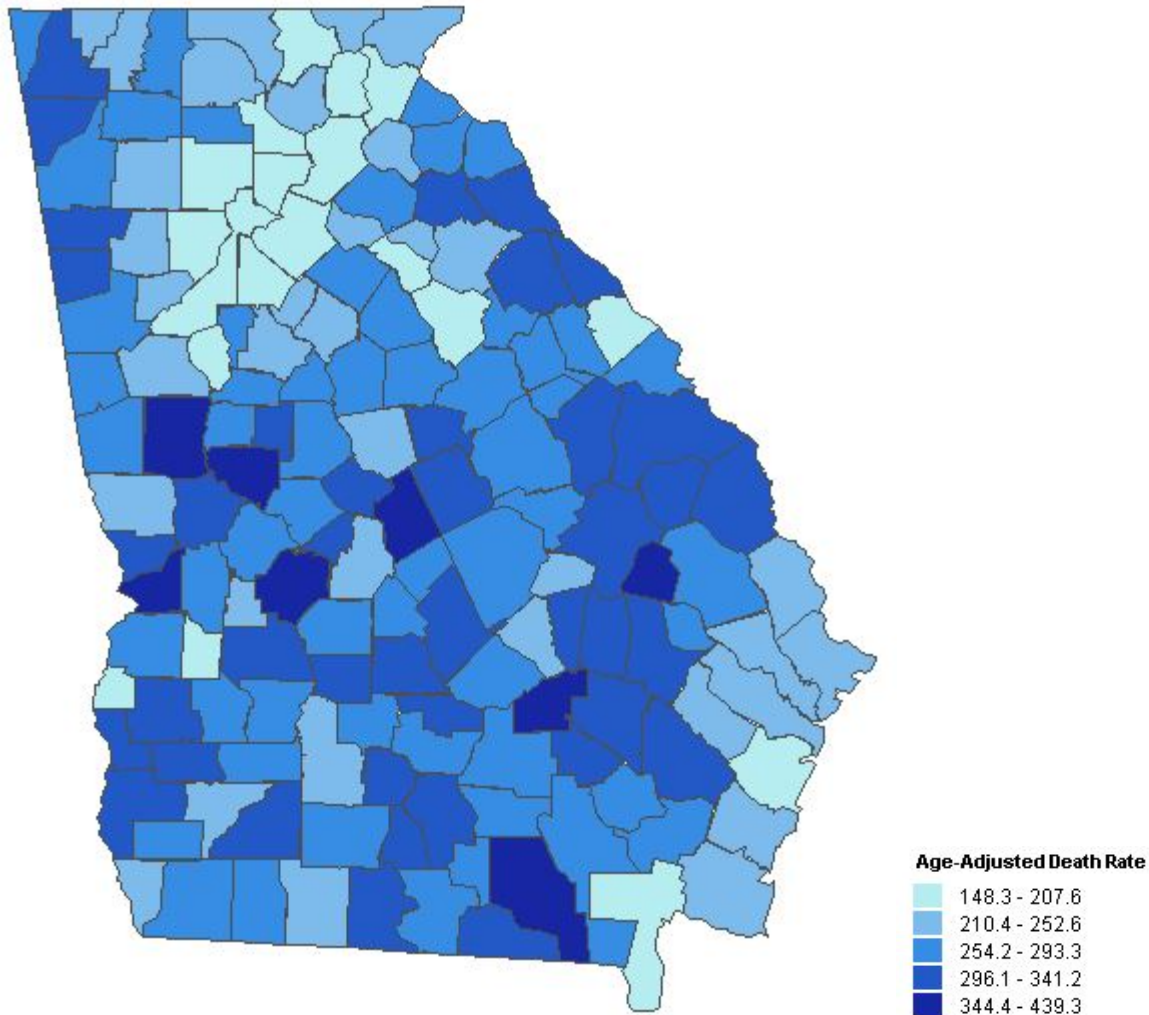 Age-Adjusted Death Rate
148.3 - 207.6
210.4 - 252.6
254.2 - 293.3
296.1 - 341.2
344.4 - 439.3